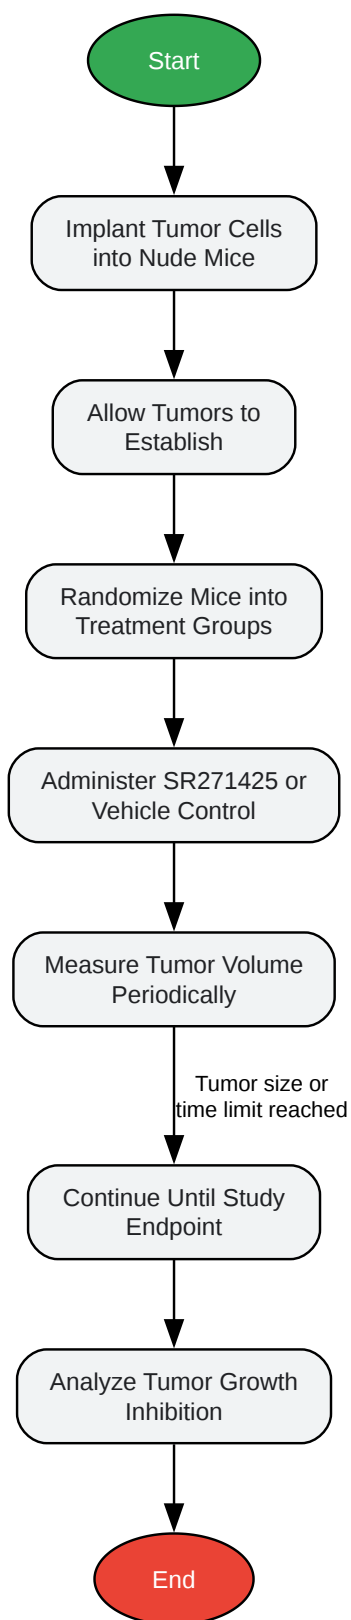 Start
Implant Tumor Cells
into Nude Mice
Allow Tumors to
Establish
Randomize Mice into
Treatment Groups
Administer SR271425 or
Vehicle Control
Measure Tumor Volume
Periodically
Tumor size or
time limit reached
Continue Until Study
Endpoint
Analyze Tumor Growth
Inhibition
End